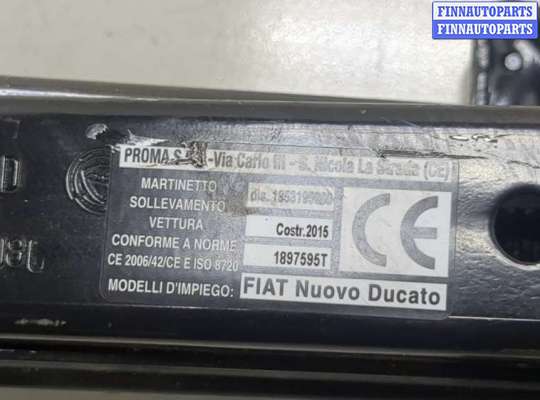 FINNAUTOPARTS
FINNAUTOPARTS
PROMA -Via Carlo III - S. Nicola La Strada (CE)
MARTINETTO
SOLLEVAMENTO
VETTURA Costr.2015
CONFORME A NORME
CE 2006/42/CE E ISO 8720 1897595T
CE
MODELLI D'IMPIEGO: FIAT Nuovo Ducato